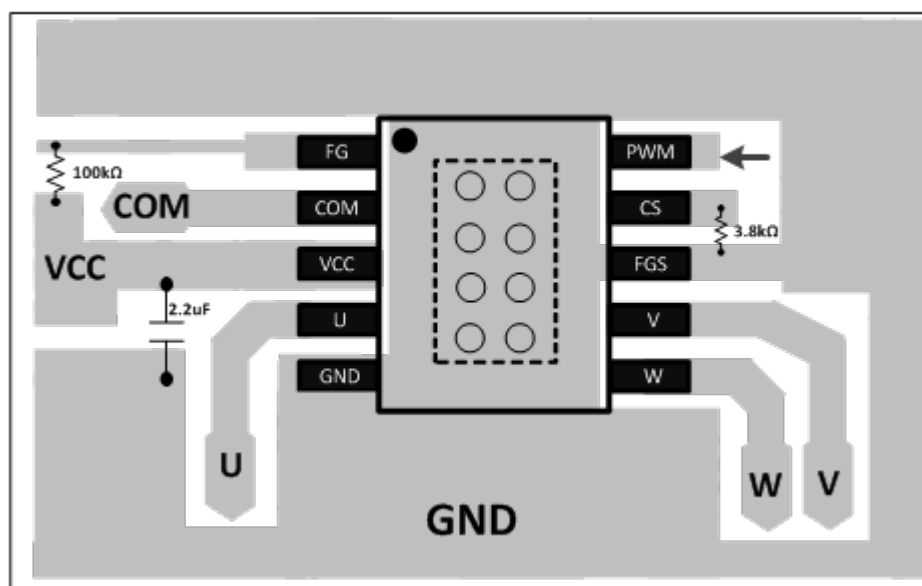 FG
PWM
100kΩ
COM
COM
CS
3.8kΩ
VCC
VCC
FGS
2.2uF
U
V
GND
W
U
W
V
GND